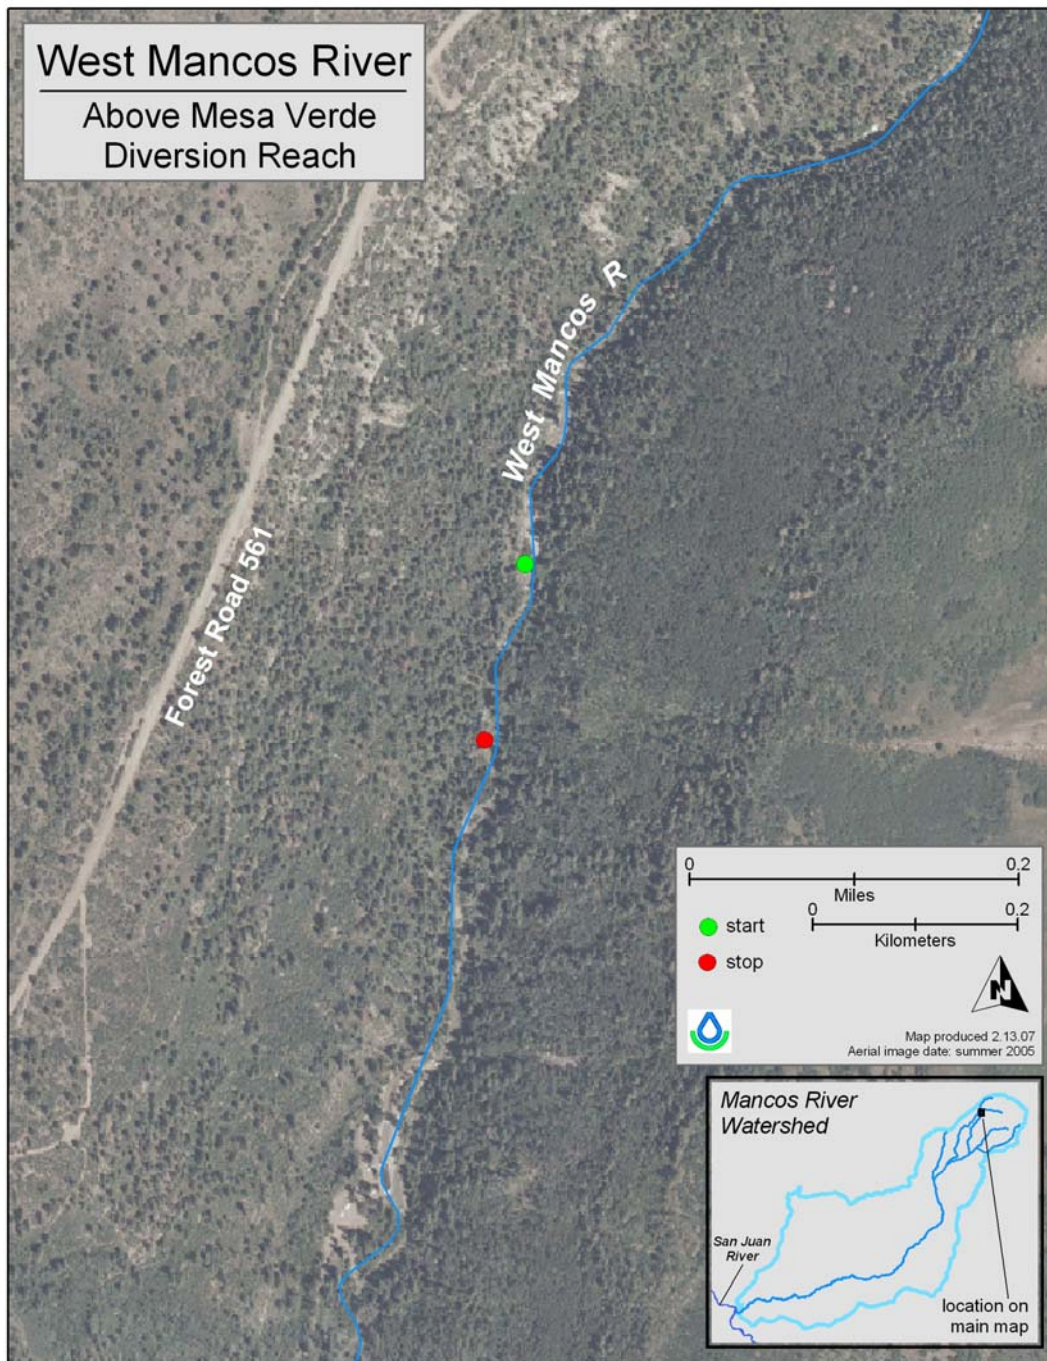 West Mancos River
Above Mesa Verde
Diversion Reach
West Mancos R
Forest Road 561
0 0.2
Miles
0 0.2
Kilometers
start
stop
N
Map produced 2.13.07
Aerial image date: summer 2005
Mancos River
Watershed
San Juan
River
location on
main map